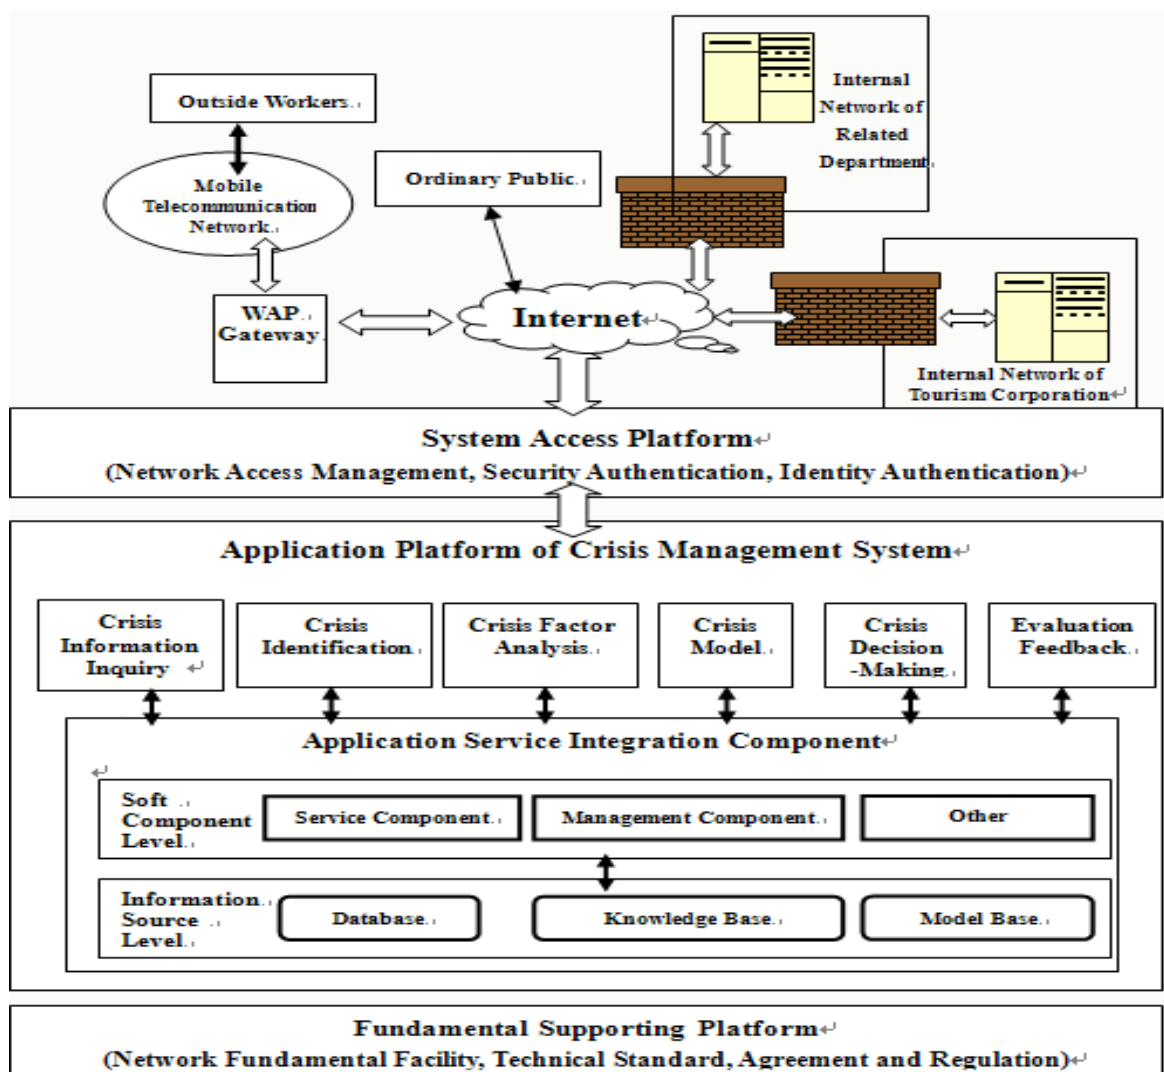 Outside Workers.
Internal
Network of
Related
Department
Ordinary Public.
Mobile
Telecommunication
Network.
WAP.
Gateway
Internet
Internal Network of
Tourism Corporation
System Access Platform
(Network Access Management, Security Authentication, Identity Authentication)
Application Platform of Crisis Management System
Crisis
Information
Inquiry
Crisis
Identification
Crisis Factor
Analysis.
Crisis
Model.
Crisis
Decision
-Making.
Evaluation
Feedback.
Application Service Integration Component
Soft .
Component
Level.
Service Component.
Management Component.
Other
Information.
Source .
Level.
Database.
Knowledge Base.
Model Base.
Fundamental Supporting Platform
(Network Fundamental Facility, Technical Standard, Agreement and Regulation)